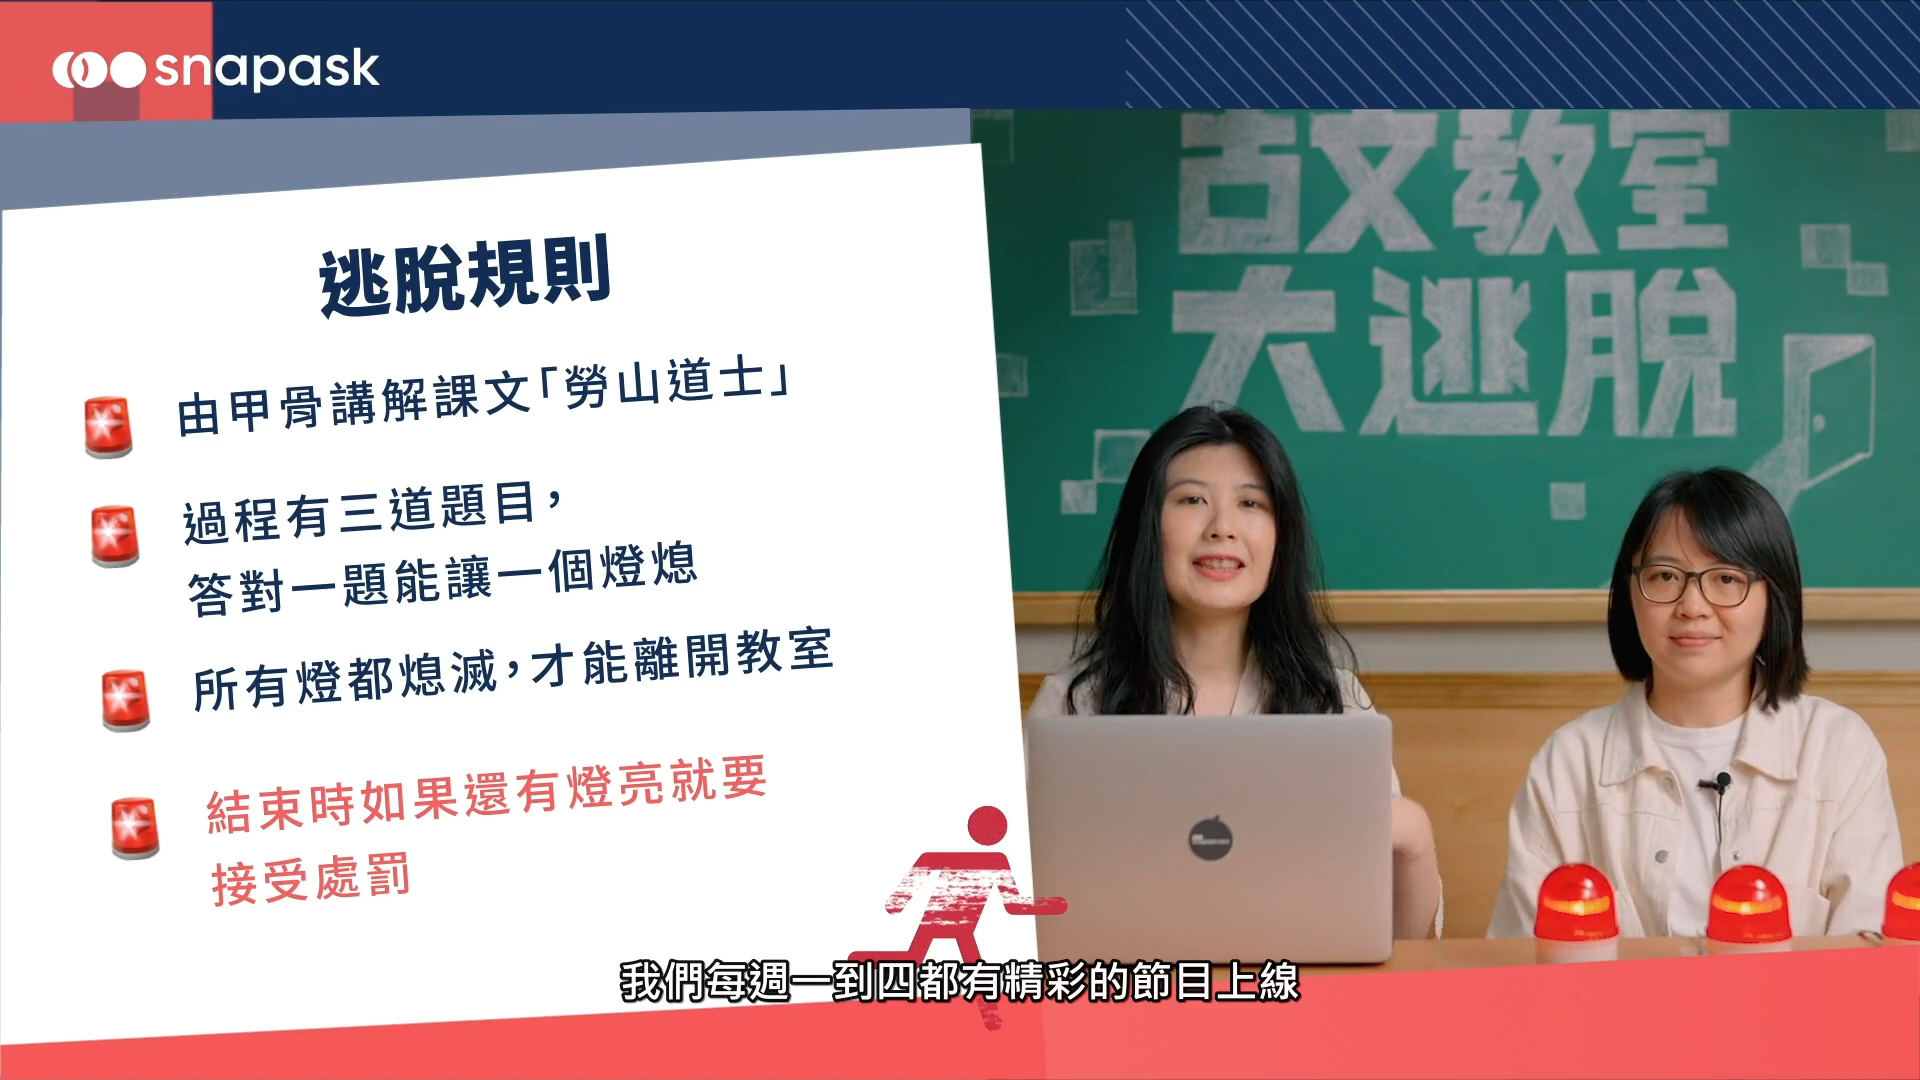 snapask
古文教室
大逃脫
逃脫規則
由甲骨講解課文「勞山道士」
過程有三道題目，
答對一題能讓一個燈熄
所有燈都熄滅，才能離開教室
結束時如果還有燈亮就要
接受處罰
我們每週一到四都有精彩的節目上線